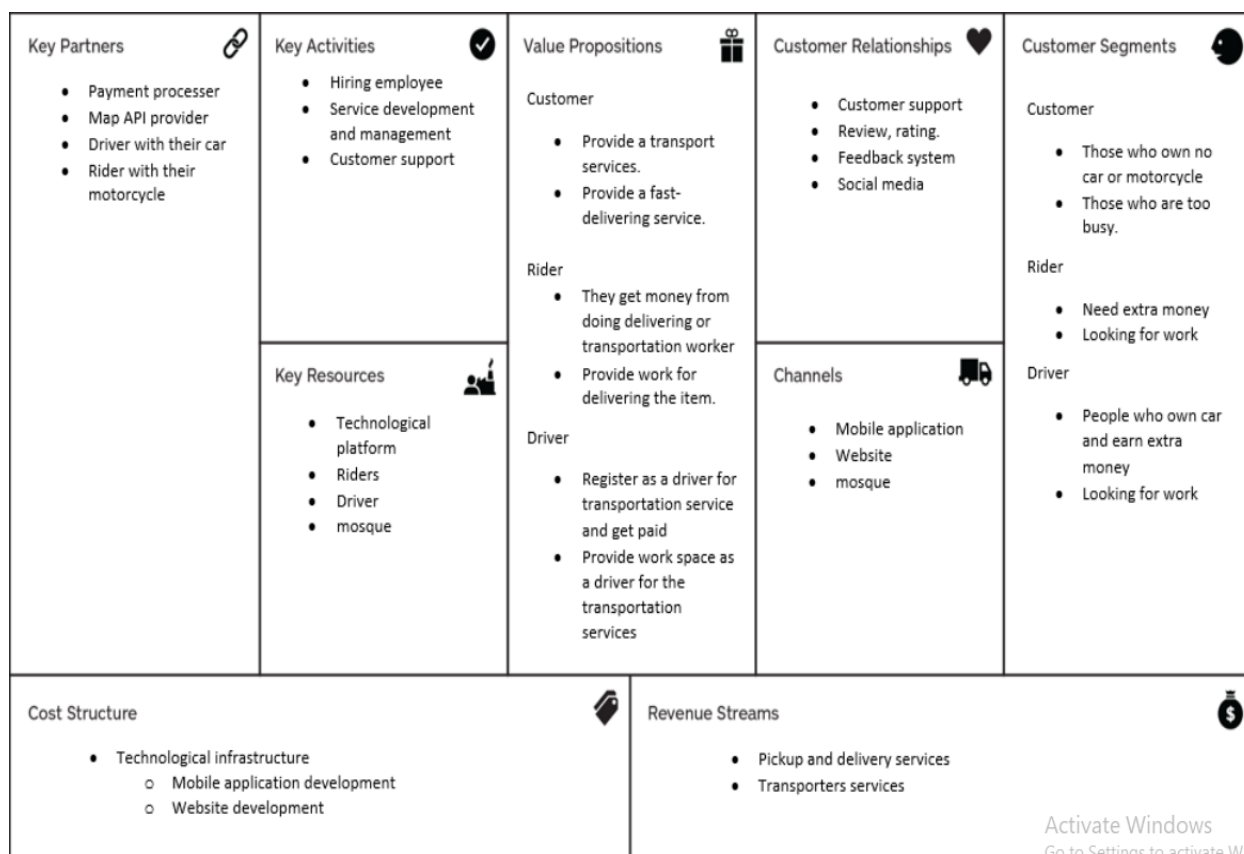 Key Partners
Payment processer
Map API provider
Driver with their car
Rider with their
motorcycle
Key Activities
Hiring employee
Service development
and management
Customer support
Key Resources
Technological
platform
Riders
Driver
mosque
Value Propositions
Customer
Provide a transport
services.
Provide a fast-
delivering service.
Rider
They get money from
doing delivering or
transportation worker
Provide work for
delivering the item.
Driver
Register as a driver for
transportation service
and get paid
Provide work space as
a driver for the
transportation
services
Customer Relationships
Customer support
Review, rating.
Feedback system
Social media
Channels
Mobile application
Website
mosque
Customer Segments
Customer
Those who own no
car or motorcycle
Those who are too
busy.
Rider
Need extra money
Looking for work
Driver
People who own car
and earn extra
money
Looking for work
Cost Structure
Technological infrastructure
Mobile application development
Website development
Revenue Streams
Pickup and delivery services
Transporters services
Activate Windows
Go to Settings to activate W